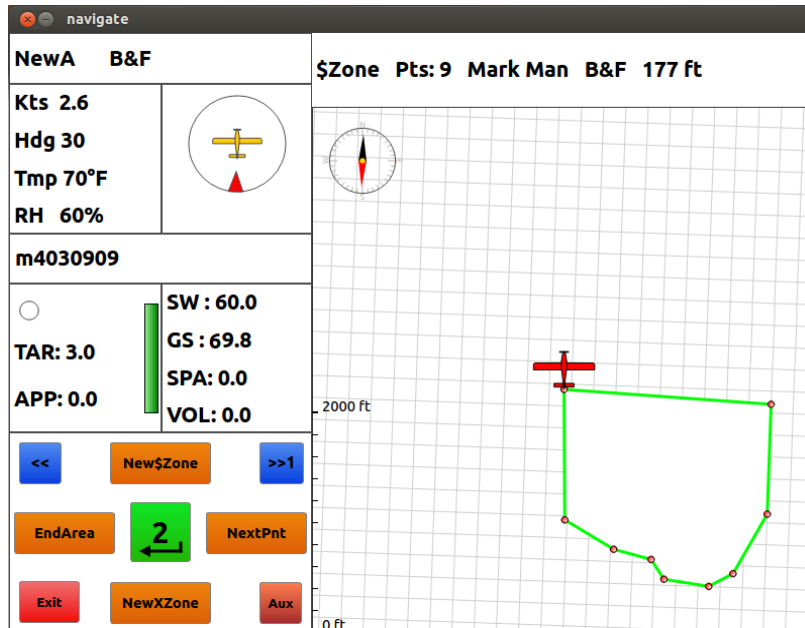 navigate
NewA B&F
$Zone Pts: 9 Mark Man B&F 177 ft
Kts 2.6
Hdg 30
Tmp 70°F
RH 60%
m4030909
TAR: 3.0
APP: 0.0
SW : 60.0
GS : 69.8
SPA: 0.0
VOL: 0.0
<< New$Zone >>1
EndArea 2 NextPnt
Exit NewXZone Aux
2000 ft
0 ft